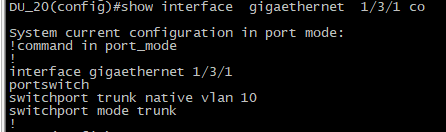 DU_20(config)#show interface  gigaethernet  1/3/1 co
System current configuration in port mode:
!command in port_mode
!
interface gigaethernet 1/3/1
portswitch
switchport trunk native vlan 10
switchport mode trunk
!